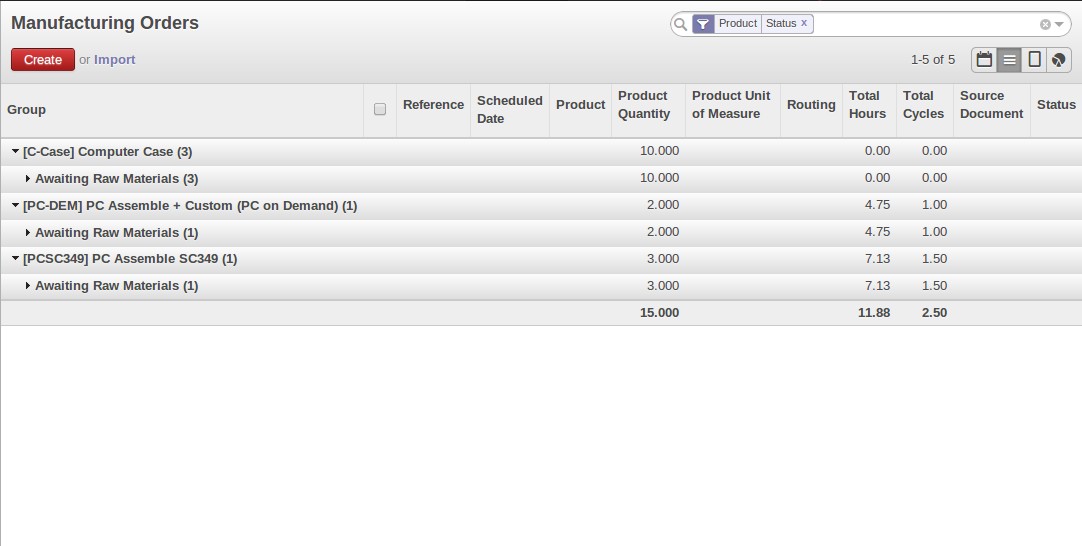 Manufacturing Orders
Product Status x
Create or Import
1-5 of 5
Group Reference Scheduled Date Product Product Quantity Product Unit of Measure Routing Total Hours Total Cycles Source Document Status
[C-Case] Computer Case (3) 10.000 0.00 0.00
Awaiting Raw Materials (3) 10.000 0.00 0.00
[PC-DEM] PC Assemble + Custom (PC on Demand) (1) 2.000 4.75 1.00
Awaiting Raw Materials (1) 2.000 4.75 1.00
[PCSC349] PC Assemble SC349 (1) 3.000 7.13 1.50
Awaiting Raw Materials (1) 3.000 7.13 1.50
15.000 11.88 2.50